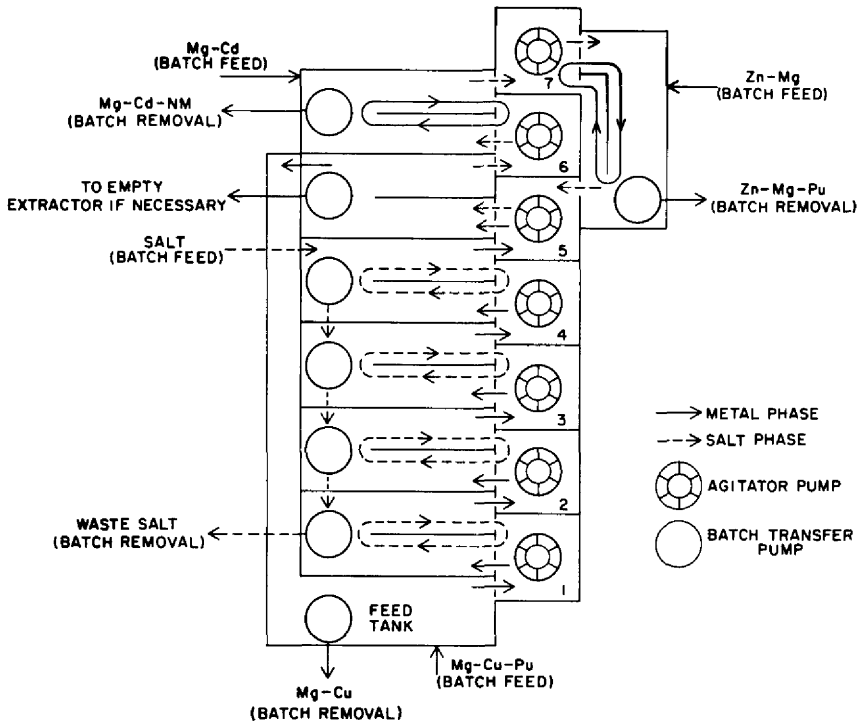 Mg-Cd
(BATCH FEED)
Mg-Cd-NM
(BATCH REMOVAL)
TO EMPTY
EXTRACTOR IF NECESSARY
SALT
(BATCH FEED)
WASTE SALT
(BATCH REMOVAL)
FEED
TANK
Mg-Cu
(BATCH REMOVAL)
Mg-Cu-Pu
(BATCH FEED)
7
6
5
4
3
2
1
Zn-Mg
(BATCH FEED)
Zn-Mg-Pu
(BATCH REMOVAL)
METAL PHASE
SALT PHASE
AGITATOR PUMP
BATCH TRANSFER
PUMP